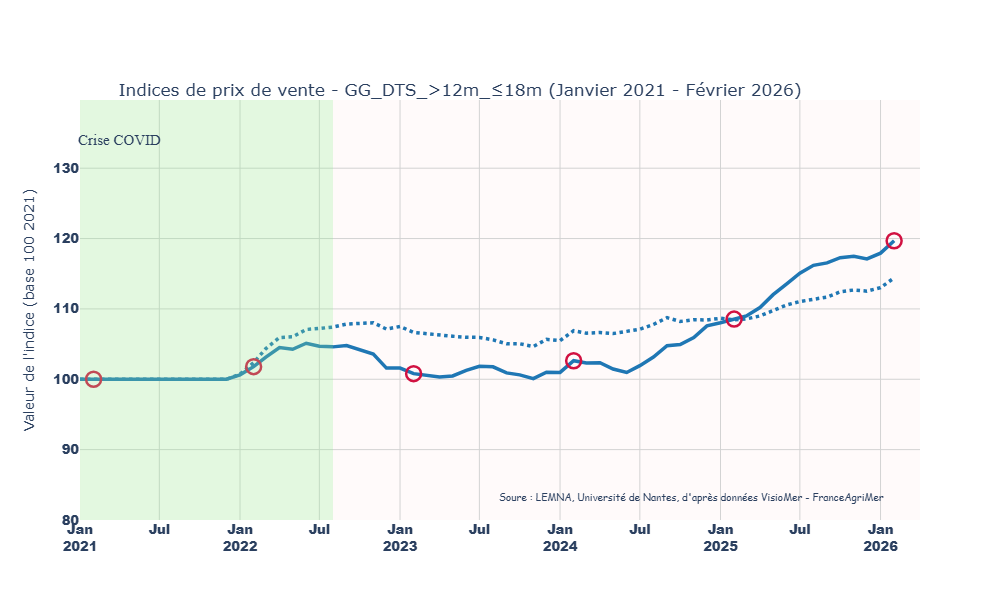 Indices de prix de vente - GG_DTS_>12m_≤18m (Janvier 2021 - Février 2026)
Crise COVID
Valeur de l'indice (base 100 2021)
130
120
110
100
90
80
Soure : LEMNA, Université de Nantes, d'après données VisioMer - FranceAgriMer
Jan Jul Jan Jul Jan Jul Jan Jul Jan Jul Jan
2021 2022 2023 2024 2025 2026